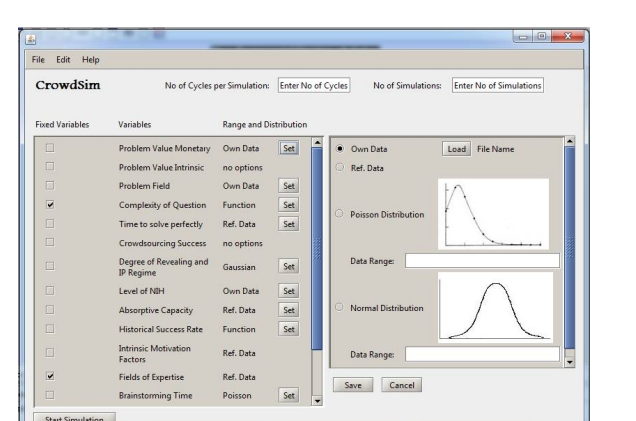 File Edit Help
CrowdSim No of Cycles per Simulation: Enter No of Cycles No of Simulations: Enter No of Simulations
Fixed Variables Variables Range and Distribution
Problem Value Monetary Own Data Set
Problem Value Intrinsic no options
Problem Field Own Data Set
Complexity of Question Function Set
Time to solve perfectly Ref. Data Set
Crowdsourcing Success no options
Degree of Revealing and
IP Regime Gaussian Set
Level of NIH Own Data Set
Absorptive Capacity Ref. Data Set
Historical Success Rate Function Set
Intrinsic Motivation
Factors Ref. Data
Fields of Expertise Ref. Data
Brainstorming Time Poisson Set
Start Simulation
Own Data Load File Name
Ref. Data
Poisson Distribution
Data Range:
Normal Distribution
Data Range:
Save Cancel